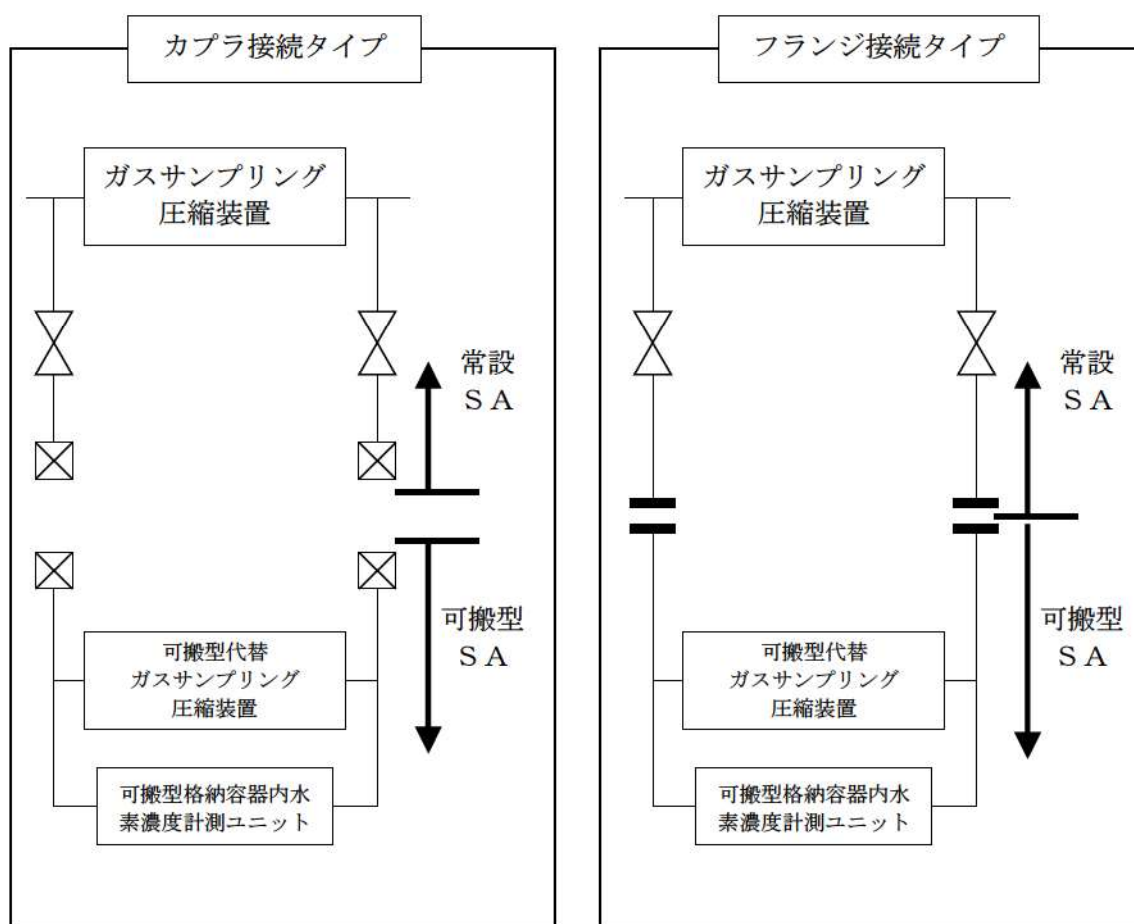 カプラ接続タイプ
ガスサンプリング
圧縮装置
常設
ＳＡ
可搬型
ＳＡ
可搬型代替
ガスサンプリング
圧縮装置
可搬型格納容器内水
素濃度計測ユニット
フランジ接続タイプ
ガスサンプリング
圧縮装置
常設
ＳＡ
可搬型
ＳＡ
可搬型代替
ガスサンプリング
圧縮装置
可搬型格納容器内水
素濃度計測ユニット